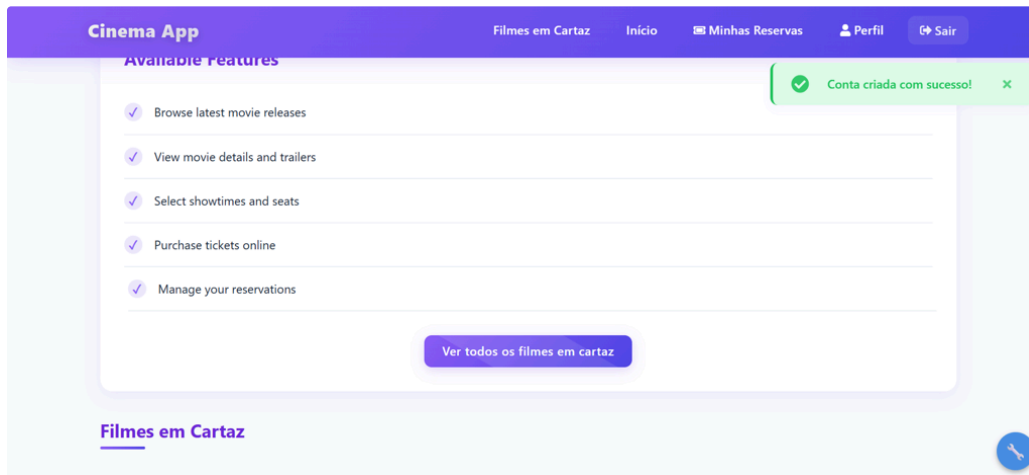 Cinema App
Filmes em Cartaz
Início
Minhas Reservas
Perfil
Sair
Available Features
Conta criada com sucesso!
Browse latest movie releases
View movie details and trailers
Select showtimes and seats
Purchase tickets online
Manage your reservations
Ver todos os filmes em cartaz
Filmes em Cartaz